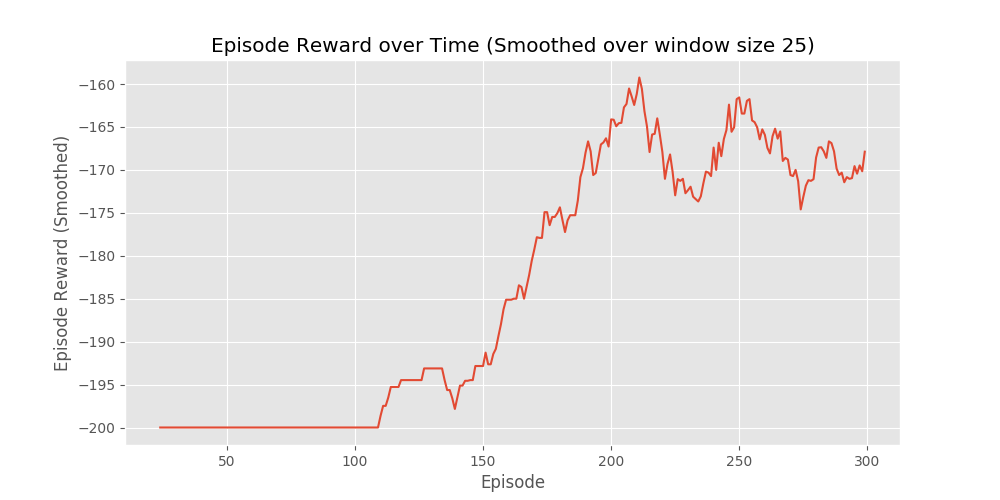 Episode Reward over Time (Smoothed over window size 25)
Episode Reward (Smoothed)
−160
−165
−170
−175
−180
−185
−190
−195
−200
50 100 150 200 250 300
Episode